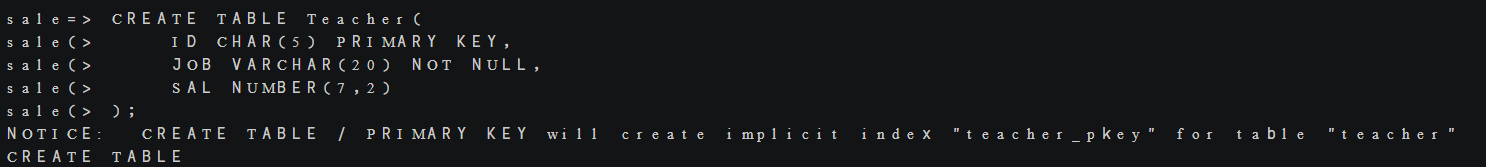 sale=> CREATE TABLE Teacher(
sale(>     ID CHAR(5) PRIMARY KEY,
sale(>     JOB VARCHAR(20) NOT NULL,
sale(>     SAL NUMBER(7,2)
sale(> );
NOTICE:  CREATE TABLE / PRIMARY KEY will create implicit index "teacher_pkey" for table "teacher"
CREATE TABLE